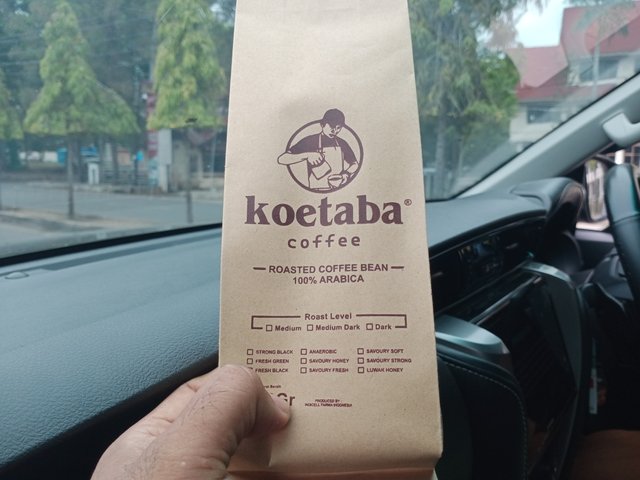 koetaba®
coffee
ROASTED COFFEE BEAN
100% ARABICA
Roast Level
Medium Medium Dark Dark
STRONG BLACK ANAEROBIC SAVOURY SOFT
FRESH GREEN SAVOURY HONEY SAVOURY STRONG
FRESH BLACK SAVOURY FRESH LUWAK HONEY
Gr
PRODUCED BY